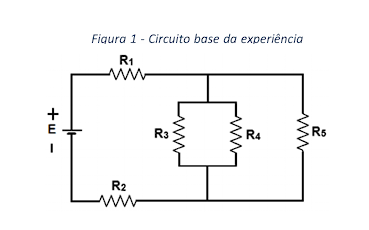 Figura 1 - Circuito base da experiência
R1
+
E
R3
R4
R5
R2